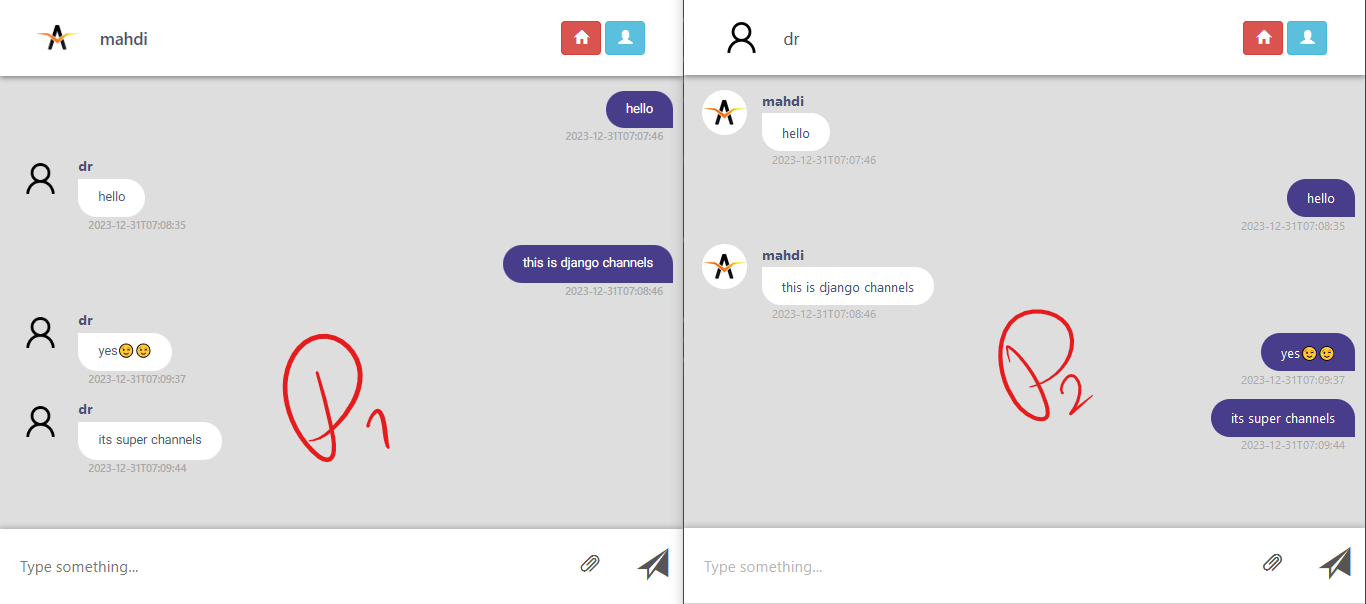 mahdi
hello
2023-12-31T07:07:46
dr
hello
2023-12-31T07:08:35
this is django channels
2023-12-31T07:08:46
dr
yes😉😉
2023-12-31T07:09:37
dr
its super channels
2023-12-31T07:09:44
P1
Type something...
dr
mahdi
hello
2023-12-31T07:07:46
hello
2023-12-31T07:08:35
mahdi
this is django channels
2023-12-31T07:08:46
yes😉😉
2023-12-31T07:09:37
its super channels
2023-12-31T07:09:44
P2
Type something...